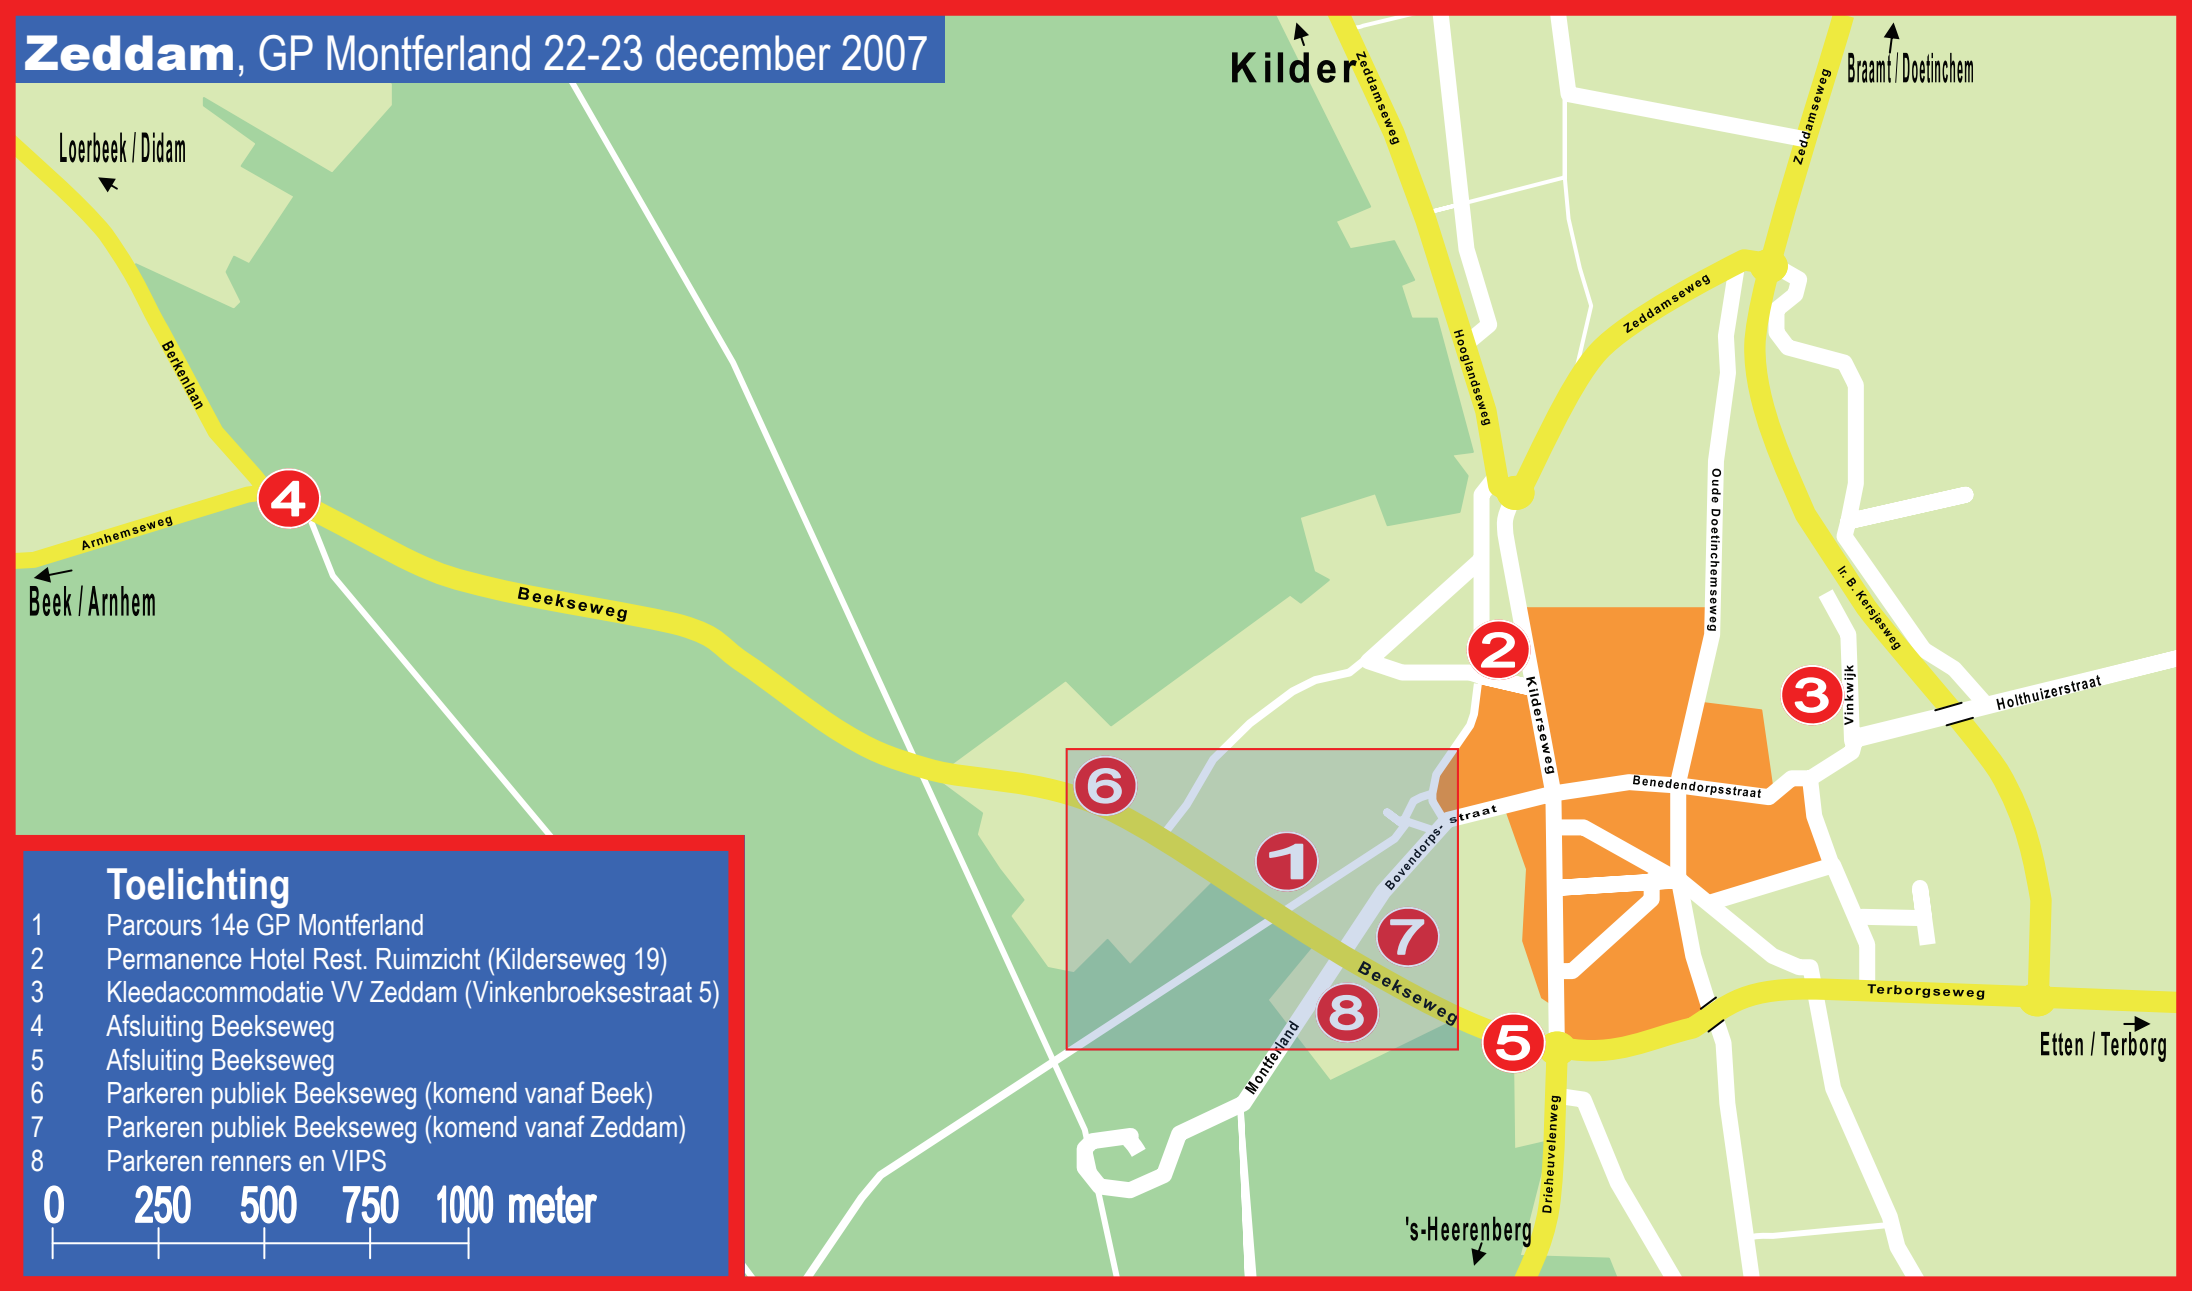 Zeddam, GP Montferland 22-23 december 2007
Kilder
Braamt / Doetinchem
Loerbeek / Didam
Zeddamseweg
Zeddamseweg
Zeddamseweg
Hooglandseweg
Berkenlaan
4
Arnhemseweg
Beek / Arnhem
Beekseweg
Oude Doetinchemseweg
Ir. B. Kersjesweg
2
3
Vinkwijk
Holthuizerstraat
Kilderseweg
6
Benedendorpsstraat
Bovendorps-
straat
1
7
Beekseweg
8
5
Terborgseweg
Etten / Terborg
Montferland
Drieheuvelenweg
's-Heerenberg
Toelichting
1 Parcours 14e GP Montferland
2 Permanence Hotel Rest. Ruimzicht (Kilderseweg 19)
3 Kleedaccommodatie VV Zeddam (Vinkenbroeksestraat 5)
4 Afsluiting Beekseweg
5 Afsluiting Beekseweg
6 Parkeren publiek Beekseweg (komend vanaf Beek)
7 Parkeren publiek Beekseweg (komend vanaf Zeddam)
8 Parkeren renners en VIPS
0 250 500 750 1000 meter